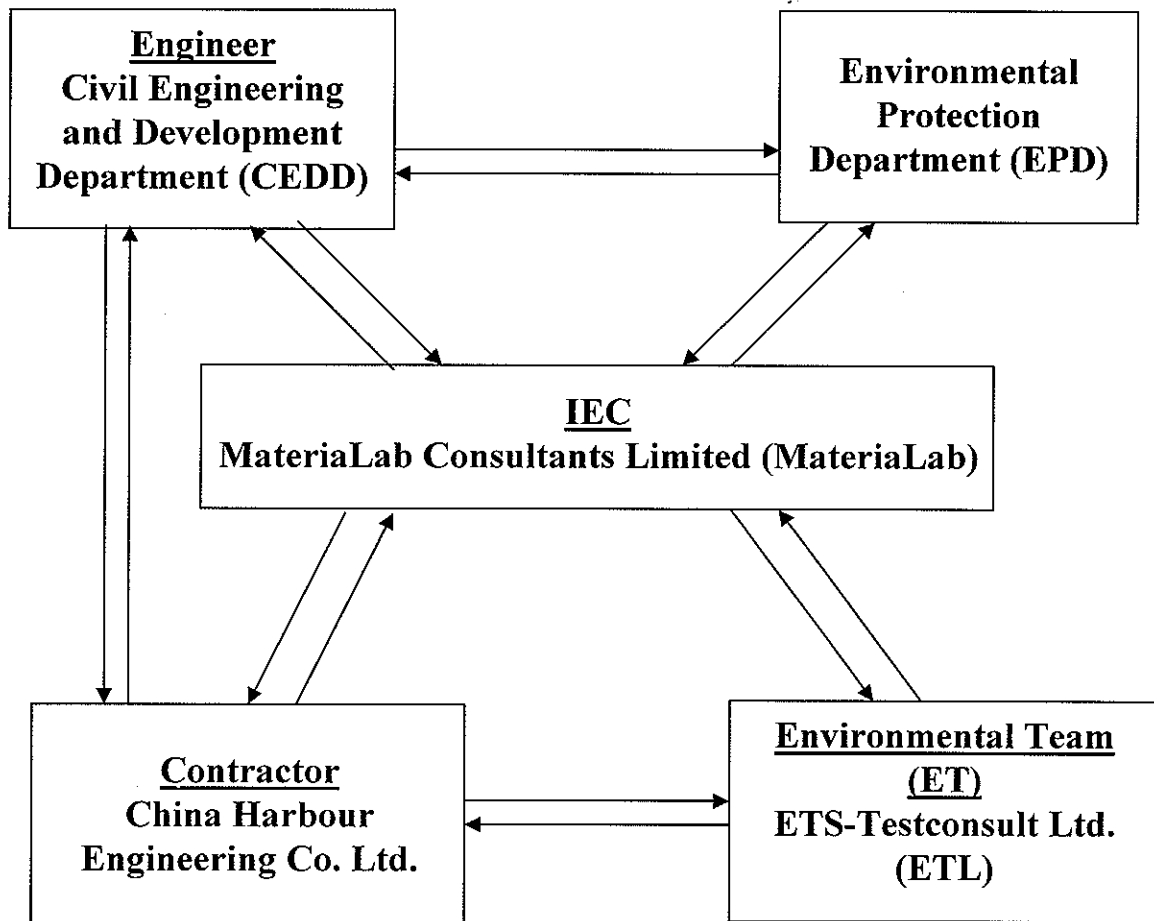 Engineer
Civil Engineering
and Development
Department (CEDD)
Environmental
Protection
Department (EPD)
IEC
MateriaLab Consultants Limited (MateriaLab)
Contractor
China Harbour
Engineering Co. Ltd.
Environmental Team
(ET)
ETS-Testconsult Ltd.
(ETL)